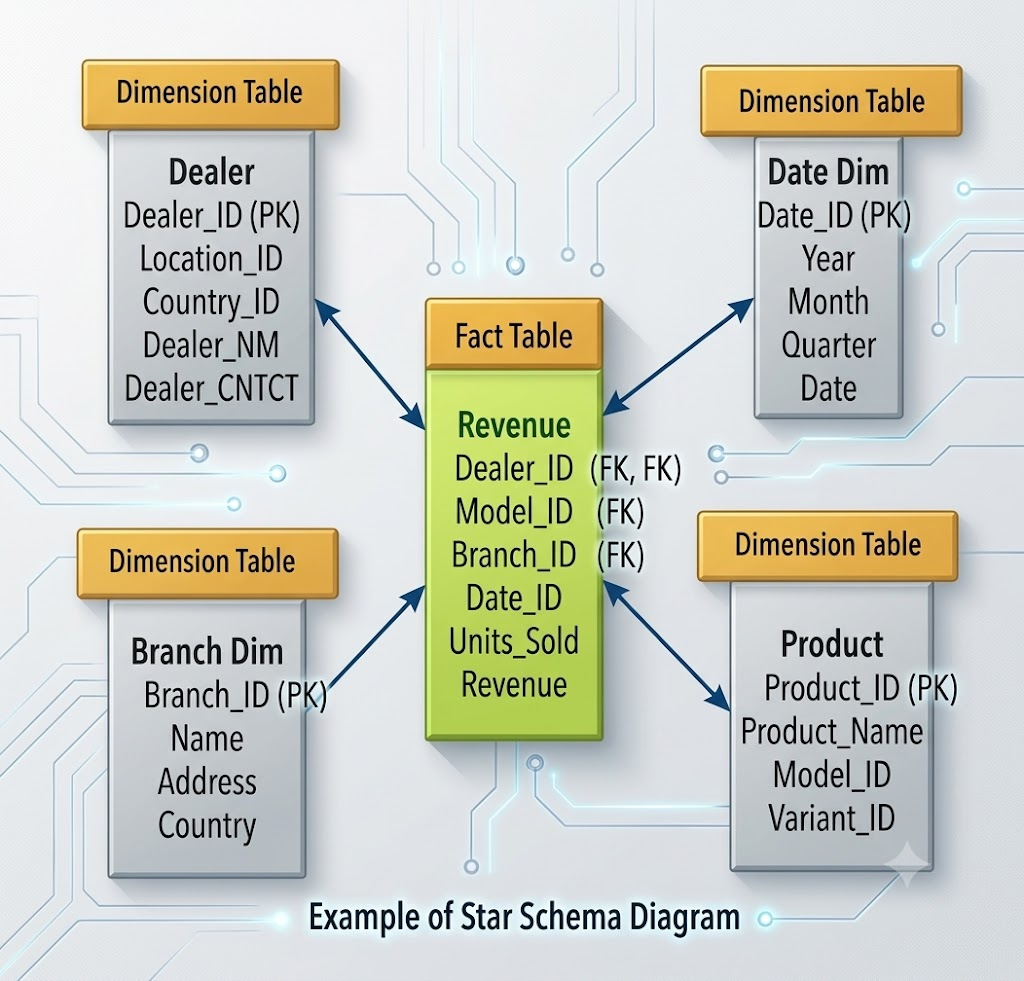 Dimension Table
Dealer
Dealer_ID (PK)
Location_ID
Country_ID
Dealer_NM
Dealer_CNTCT
Dimension Table
Date Dim
Date_ID (PK)
Year
Month
Quarter
Date
Fact Table
Revenue
Dealer_ID (FK, FK)
Model_ID (FK)
Branch_ID (FK)
Date_ID
Units_Sold
Revenue
Dimension Table
Branch Dim
Branch_ID (PK)
Name
Address
Country
Dimension Table
Product
Product_ID (PK)
Product_Name
Model_ID
Variant_ID
Example of Star Schema Diagram